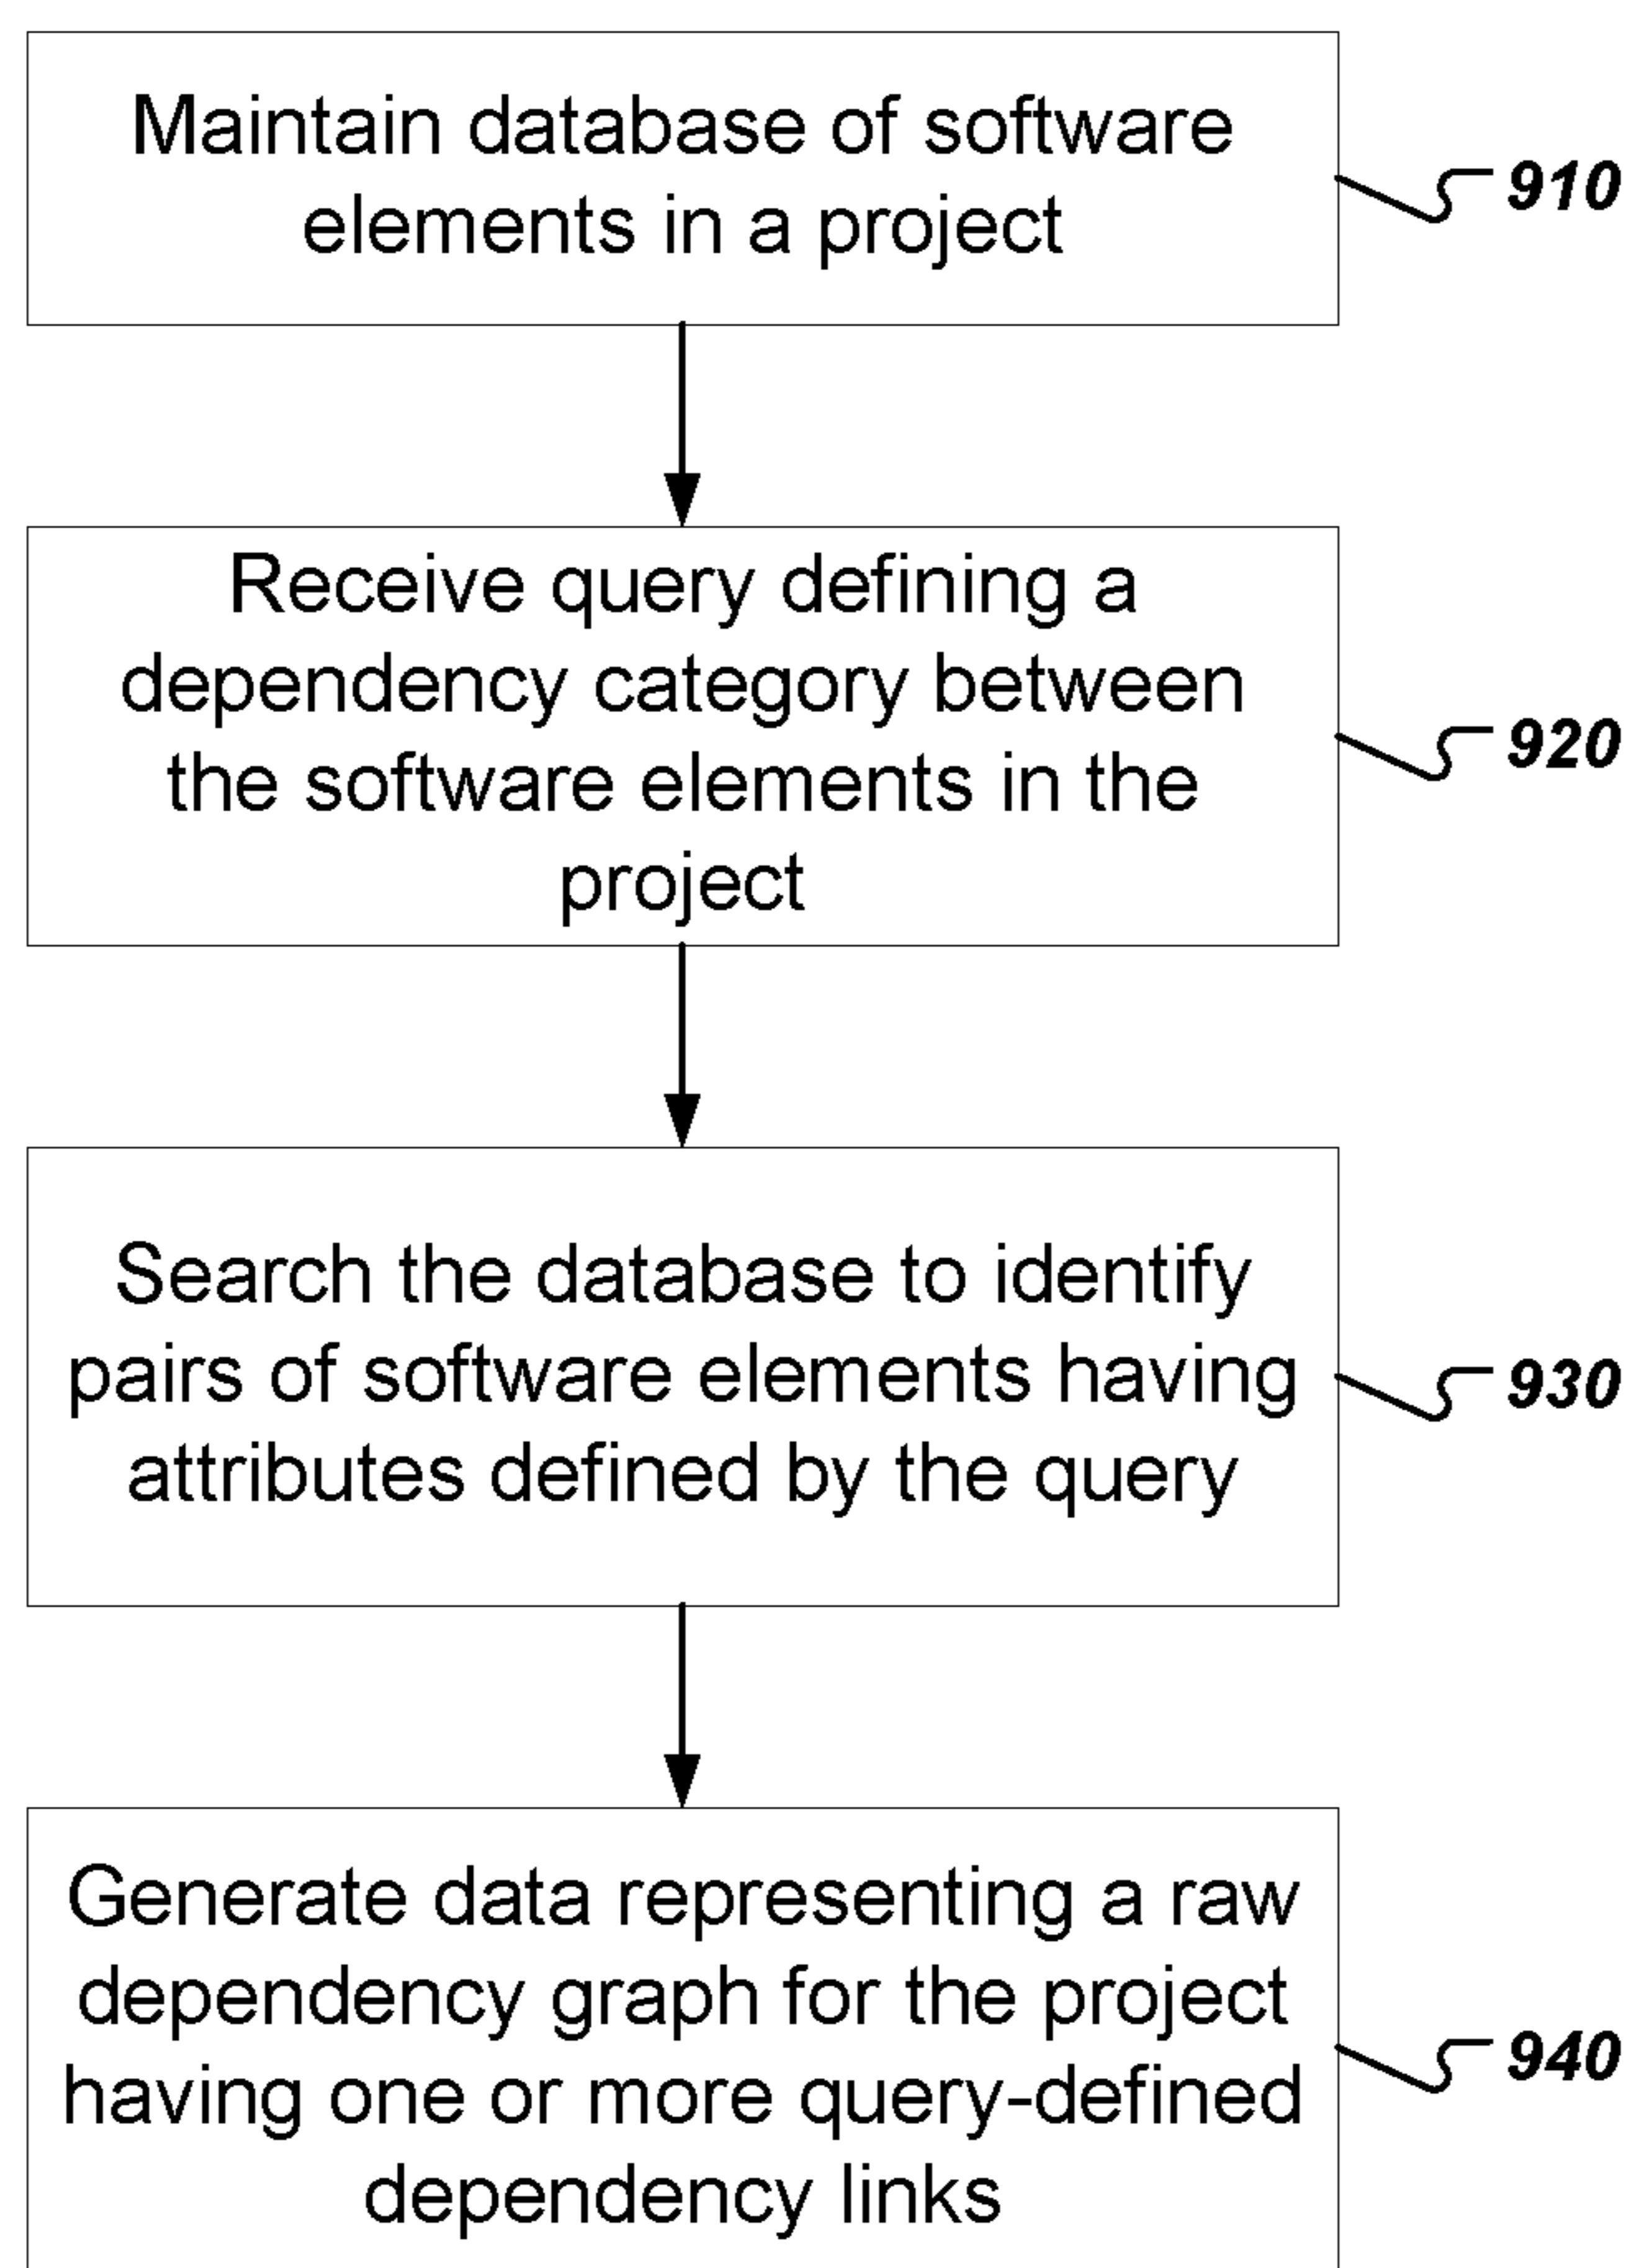 Maintain database of software
elements in a project
910
Receive query defining a
dependency category between
the software elements in the
project
920
Search the database to identify
pairs of software elements having
attributes defined by the query
930
Generate data representing a raw
dependency graph for the project
having one or more query-defined
dependency links
940